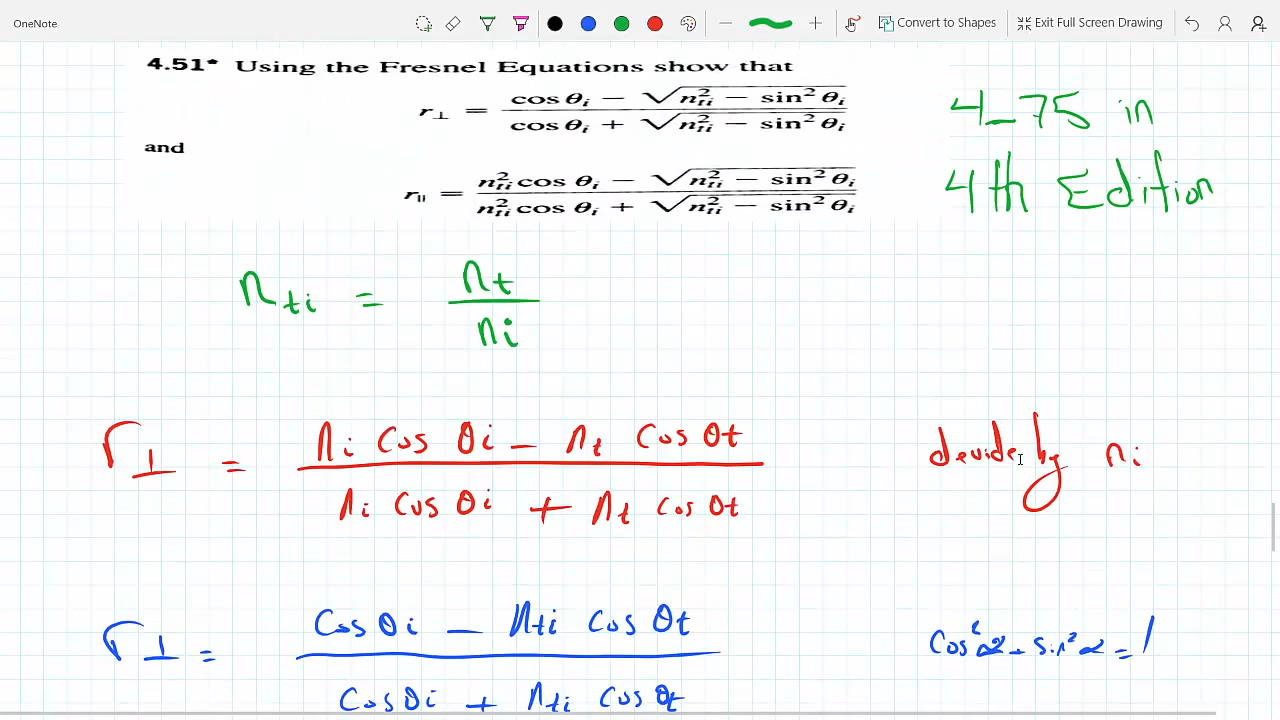 OneNote
Convert to Shapes
Exit Full Screen Drawing
4.51* Using the Fresnel Equations show that
r⊥ = (cos θi − √(n²ti − sin² θi)) / (cos θi + √(n²ti − sin² θi))
and
r∥ = (n²ti cos θi − √(n²ti − sin² θi)) / (n²ti cos θi + √(n²ti − sin² θi))
4_75 in
4th Edition
nti = nt / ni
r⊥ = (ni Cos θi − nt Cos θt) / (ni Cos θi + nt Cos θt)
devide by ni
r⊥ = (Cos θi − nti Cos θt) / (Cos θi + nti Cos θt)
Cos²α + Sin²α = 1